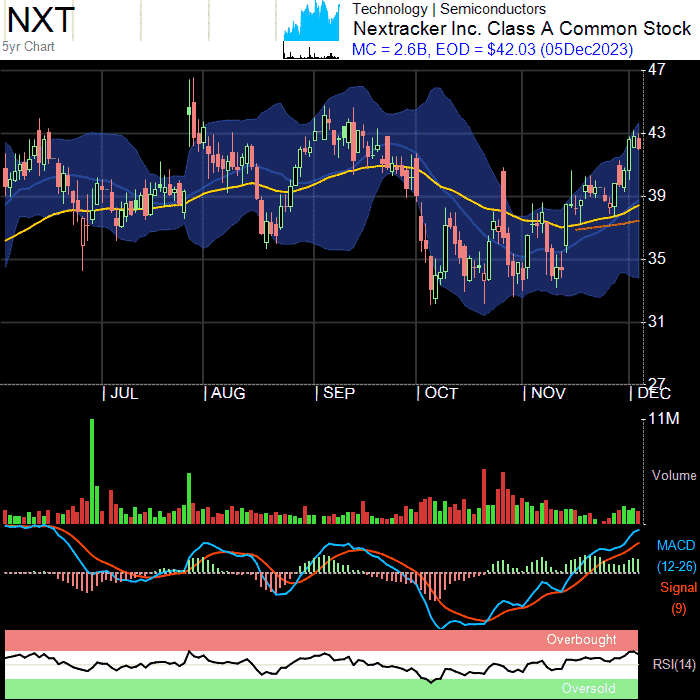 NXT
5yr Chart
Technology | Semiconductors
Nextracker Inc. Class A Common Stock
MC = 2.6B, EOD = $42.03 (05Dec2023)
47
43
39
35
31
27
JUL AUG SEP OCT NOV DEC
11M
Volume
MACD
(12-26)
Signal
(9)
Overbought
RSI(14)
Oversold